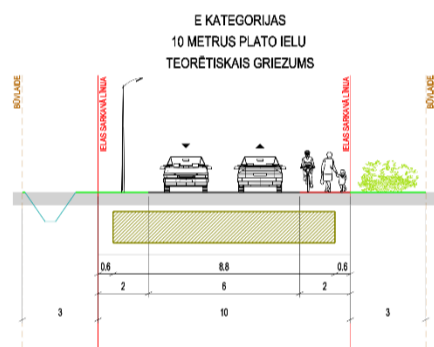 E KATEGORIJAS
10 METRUS PLATO IELU
TEORĒTISKAIS GRIEZUMS
BŪVLAIDE
IELAS SARKANĀ LĪNIJA
IELAS SARKANĀ LĪNIJA
BŪVLAIDE
0.6 8.8 0.6
2 6 2
3 10 3